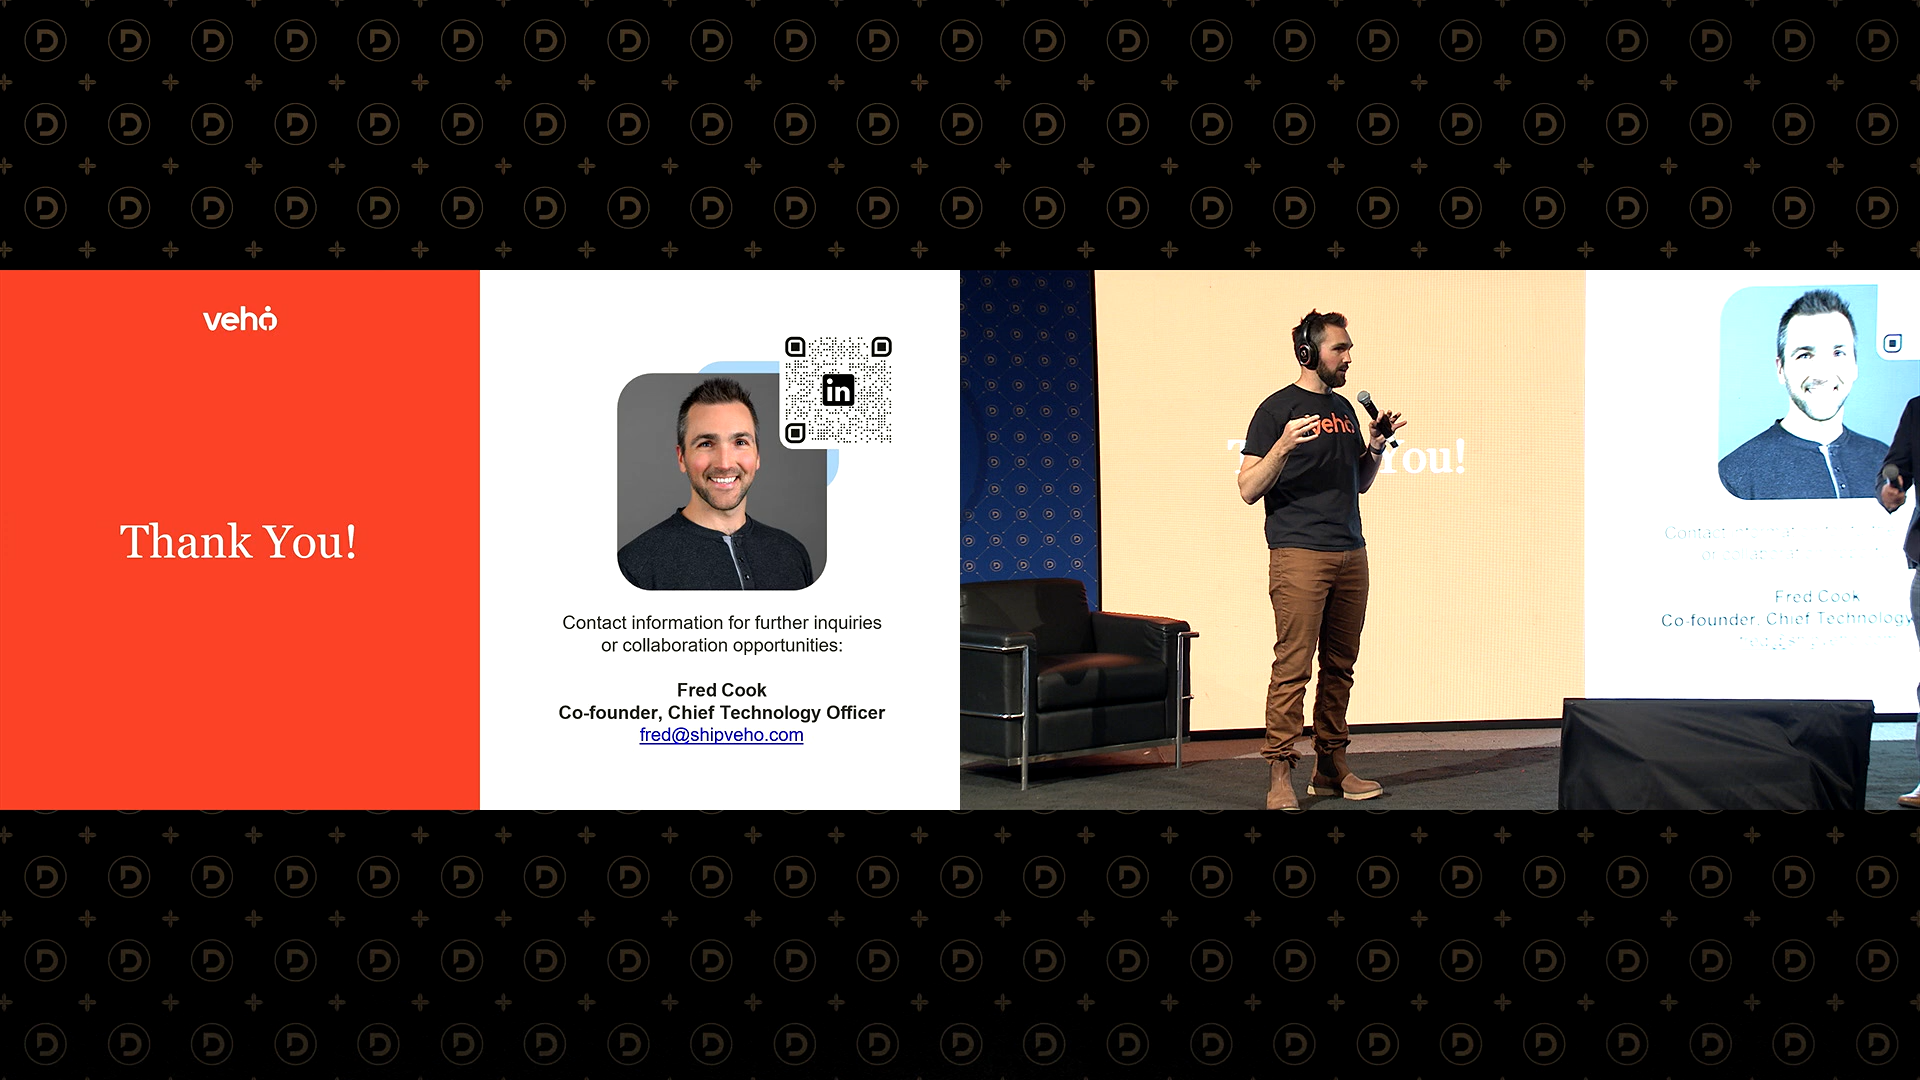 veho
Thank You!
in
Contact information for further inquiries
or collaboration opportunities:
Fred Cook
Co-founder, Chief Technology Officer
fred@shipveho.com
veho
You!
Fred Cook
Co-founder, Chief Technology